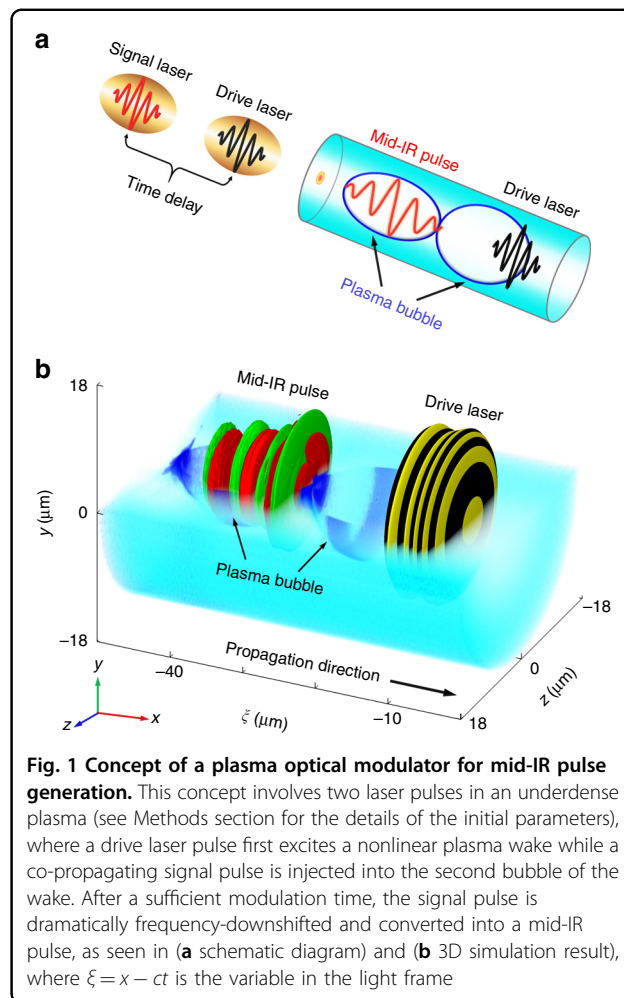 a
Signal laser
Drive laser
Time delay
Mid-IR pulse
Drive laser
Plasma bubble
b
18
Mid-IR pulse
Drive laser
y (μm)
0
Plasma bubble
–18
Propagation direction
–18
0
z (μm)
–40
ξ (μm)
–10
18
y
z
x
Fig. 1 Concept of a plasma optical modulator for mid-IR pulse
generation. This concept involves two laser pulses in an underdense
plasma (see Methods section for the details of the initial parameters),
where a drive laser pulse first excites a nonlinear plasma wake while a
co-propagating signal pulse is injected into the second bubble of the
wake. After a sufficient modulation time, the signal pulse is
dramatically frequency-downshifted and converted into a mid-IR
pulse, as seen in (a schematic diagram) and (b 3D simulation result),
where ξ = x – ct is the variable in the light frame